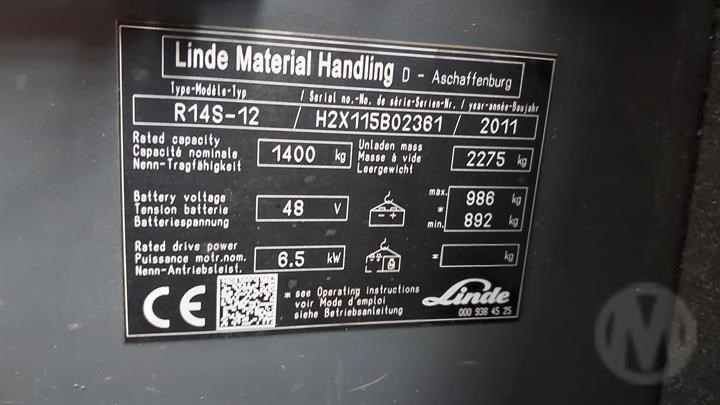 Linde Material Handling D - Aschaffenburg
Type-Modèle-Typ / Serial no.-No. de série-Serien-Nr. / year-année-Baujahr
R14S-12 / H2X115B02361 / 2011
Rated capacity
Capacité nominale
Nenn-Tragfähigkeit
1400 kg
Unladen mass
Masse à vide
Leergewicht
2275 kg
Battery voltage
Tension batterie
Batteriespannung
48 V
- +
max. 986 kg
*
min. 892 kg
Rated drive power
Puissance mot.nom.
Nenn-Antriebsleist.
6.5 kW
* kg
CE
* see Operating instructions
voir Mode d'emploi
siehe Betriebsanleitung
Linde
000 938 45 25
M